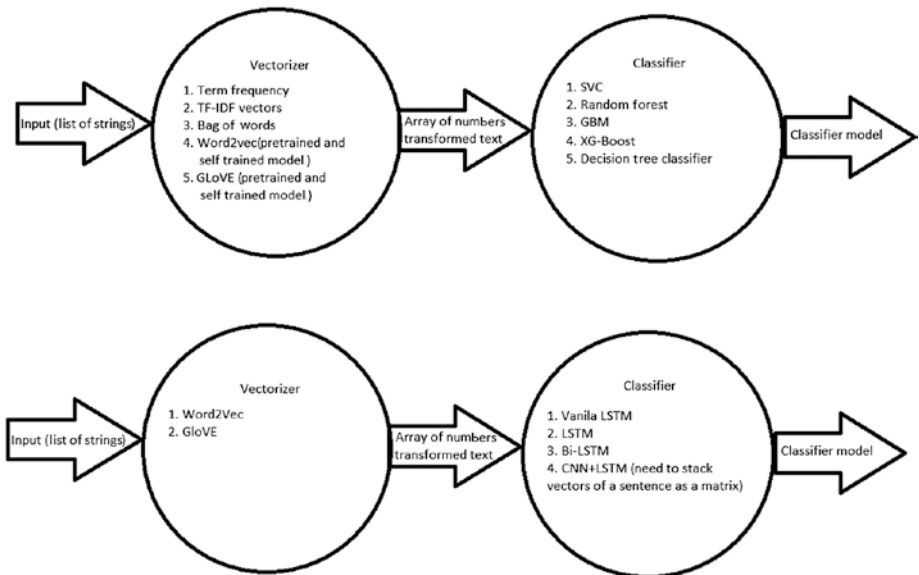 Vectorizer
1. Term frequency
2. TF-IDF vectors
3. Bag of words
4. Word2vec(pretrained and
self trained model )
5. GLoVE (pretrained and
self trained model )
Input (list of strings)
Array of numbers
transformed text
Classifier
1. SVC
2. Random forest
3. GBM
4. XG-Boost
5. Decision tree classifier
Classifier model
Vectorizer
1. Word2Vec
2. GloVE
Input (list of strings)
Array of numbers
transformed text
Classifier
1. Vanila LSTM
2. LSTM
3. Bi-LSTM
4. CNN+LSTM (need to stack
vectors of a sentence as a matrix)
Classifier model